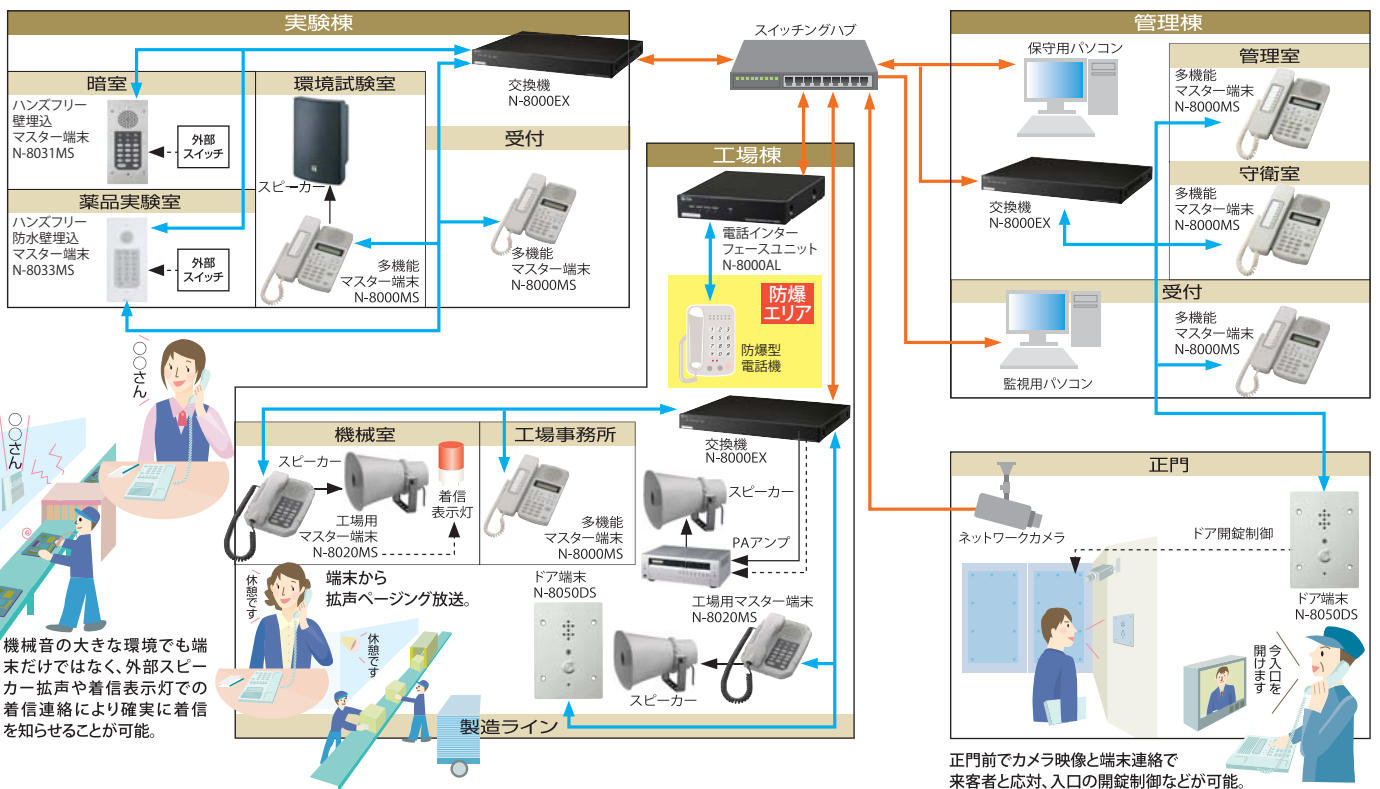 実験棟
交換機
N-8000EX
暗室
ハンズフリー
壁埋込
マスター端末
N-8031MS
外部
スイッチ
薬品実験室
ハンズフリー
防水壁埋込
マスター端末
N-8033MS
外部
スイッチ
環境試験室
スピーカー
多機能
マスター端末
N-8000MS
受付
多機能
マスター端末
N-8000MS
スイッチングハブ
工場棟
電話インター
フェースユニット
N-8000AL
防爆
エリア
防爆型
電話機
交換機
N-8000EX
機械室
スピーカー
着信
表示灯
工場用
マスター端末
N-8020MS
工場事務所
多機能
マスター端末
N-8000MS
スピーカー
PAアンプ
ドア端末
N-8050DS
工場用マスター端末
N-8020MS
スピーカー
製造ライン
端末から
拡声ページング放送。
休憩です
休憩です
○○さん
○○さん
機械音の大きな環境でも端
末だけではなく、外部スピー
カー拡声や着信表示灯での
着信連絡により確実に着信
を知らせることが可能。
管理棟
保守用パソコン
交換機
N-8000EX
管理室
多機能
マスター端末
N-8000MS
守衛室
多機能
マスター端末
N-8000MS
受付
監視用パソコン
多機能
マスター端末
N-8000MS
正門
ネットワークカメラ
ドア開錠制御
ドア端末
N-8050DS
今入口を
開けます
正門前でカメラ映像と端末連絡で
来客者と応対、入口の開錠制御などが可能。